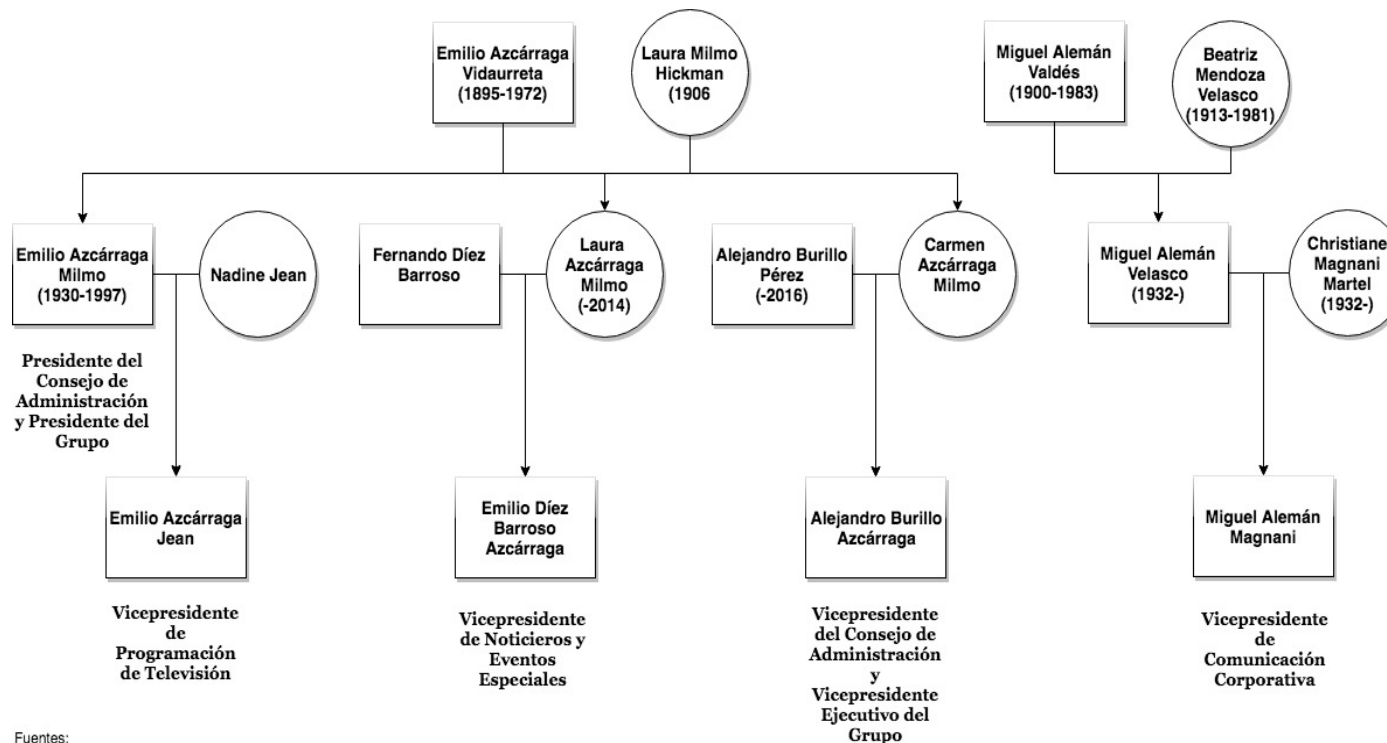 Emilio Azcárraga
Vidaurreta
(1895-1972)
Laura Milmo
Hickman
(1906
Miguel Alemán
Valdés
(1900-1983)
Beatriz
Mendoza
Velasco
(1913-1981)
Emilio Azcárraga
Milmo
(1930-1997)
Nadine Jean
Fernando Díez
Barroso
Laura
Azcárraga
Milmo
(-2014)
Alejandro Burillo
Pérez
(-2016)
Carmen
Azcárraga
Milmo
Miguel Alemán
Velasco
(1932-)
Christiane
Magnani
Martel
(1932-)
Presidente del
Consejo de
Administración
y Presidente del
Grupo
Emilio Azcárraga
Jean
Emilio Díez
Barroso
Azcárraga
Alejandro Burillo
Azcárraga
Miguel Alemán
Magnani
Vicepresidente
de
Programación
de Televisión
Vicepresidente
de Noticieros y
Eventos
Especiales
Vicepresidente
del Consejo de
Administración
y
Vicepresidente
Ejecutivo del
Grupo
Vicepresidente
de
Comunicación
Corporativa
Fuentes: